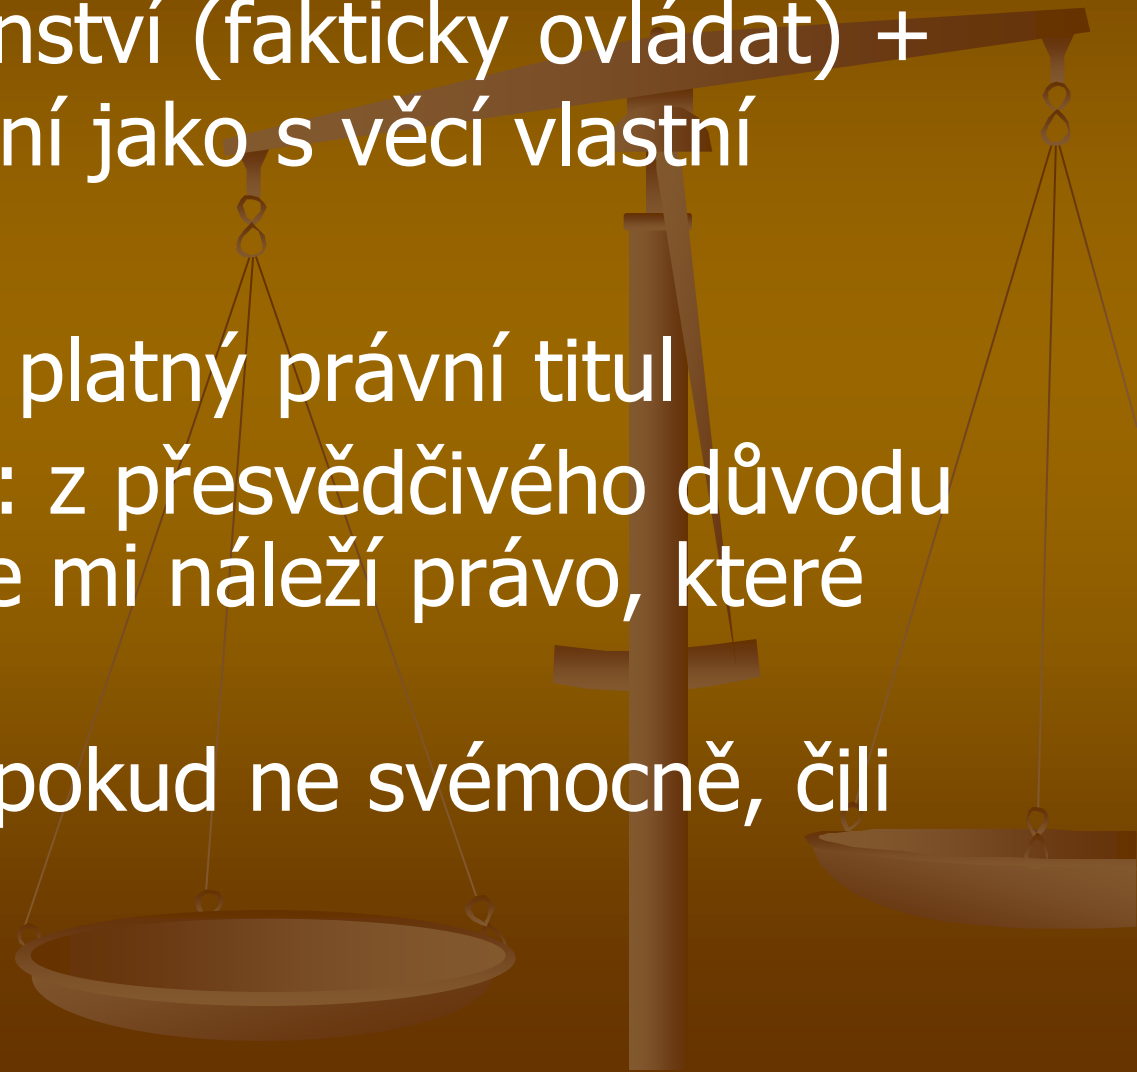 nství (fakticky ovládat) +
ní jako s věcí vlastní
platný právní titul
: z přesvědčivého důvodu
e mi náleží právo, které
pokud ne svémocně, čili